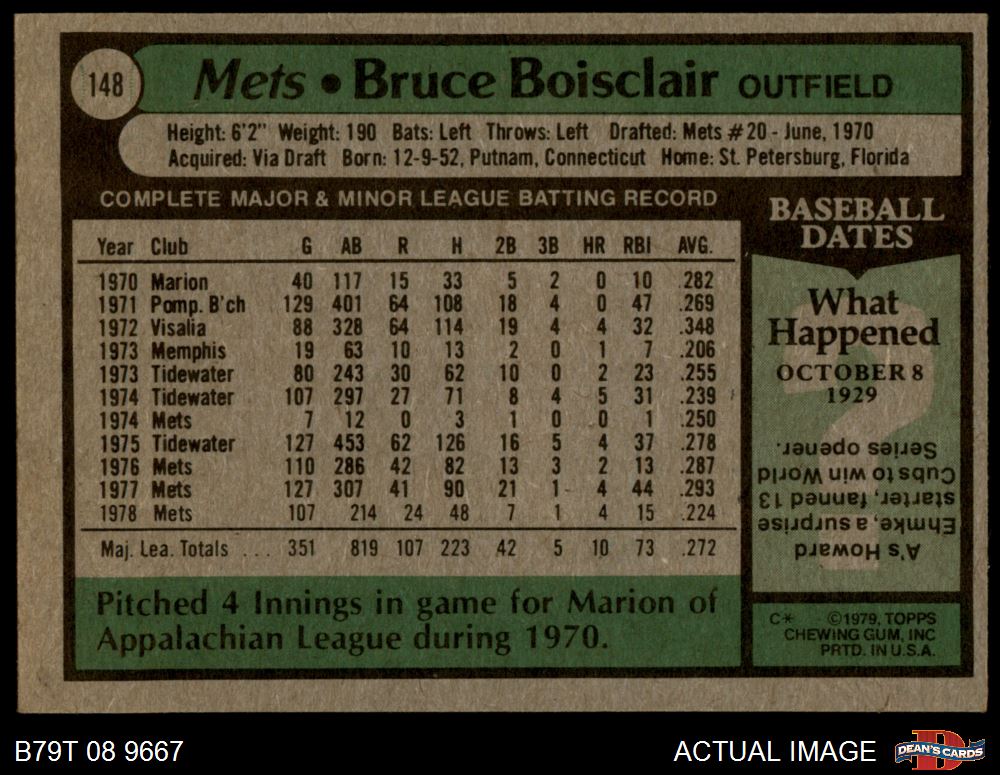 148
Mets • Bruce Boisclair OUTFIELD
Height: 6'2" Weight: 190 Bats: Left Throws: Left Drafted: Mets #20 - June, 1970
Acquired: Via Draft Born: 12-9-52, Putnam, Connecticut Home: St. Petersburg, Florida
COMPLETE MAJOR & MINOR LEAGUE BATTING RECORD
Year Club G AB R H 2B 3B HR RBI AVG.
1970 Marion 40 117 15 33 5 2 0 10 .282
1971 Pomp. B'ch 129 401 64 108 18 4 0 47 .269
1972 Visalia 88 328 64 114 19 4 4 32 .348
1973 Memphis 19 63 10 13 2 0 1 7 .206
1973 Tidewater 80 243 30 62 10 0 2 23 .255
1974 Tidewater 107 297 27 71 8 4 5 31 .239
1974 Mets 7 12 0 3 1 0 0 1 .250
1975 Tidewater 127 453 62 126 16 5 4 37 .278
1976 Mets 110 286 42 82 13 3 2 13 .287
1977 Mets 127 307 41 90 21 1 4 44 .293
1978 Mets 107 214 24 48 7 1 4 15 .224
Maj. Lea. Totals ... 351 819 107 223 42 5 10 73 .272
Pitched 4 Innings in game for Marion of
Appalachian League during 1970.
BASEBALL
DATES
What
Happened
OCTOBER 8
1929
A's Howard
Ehmke a surprise
starter, fanned 13
Cubs to win World
Series opener.
C* ©1979, TOPPS
CHEWING GUM, INC
PRTD. IN U.S.A.
B79T 08 9667
ACTUAL IMAGE
DEAN'S CARDS